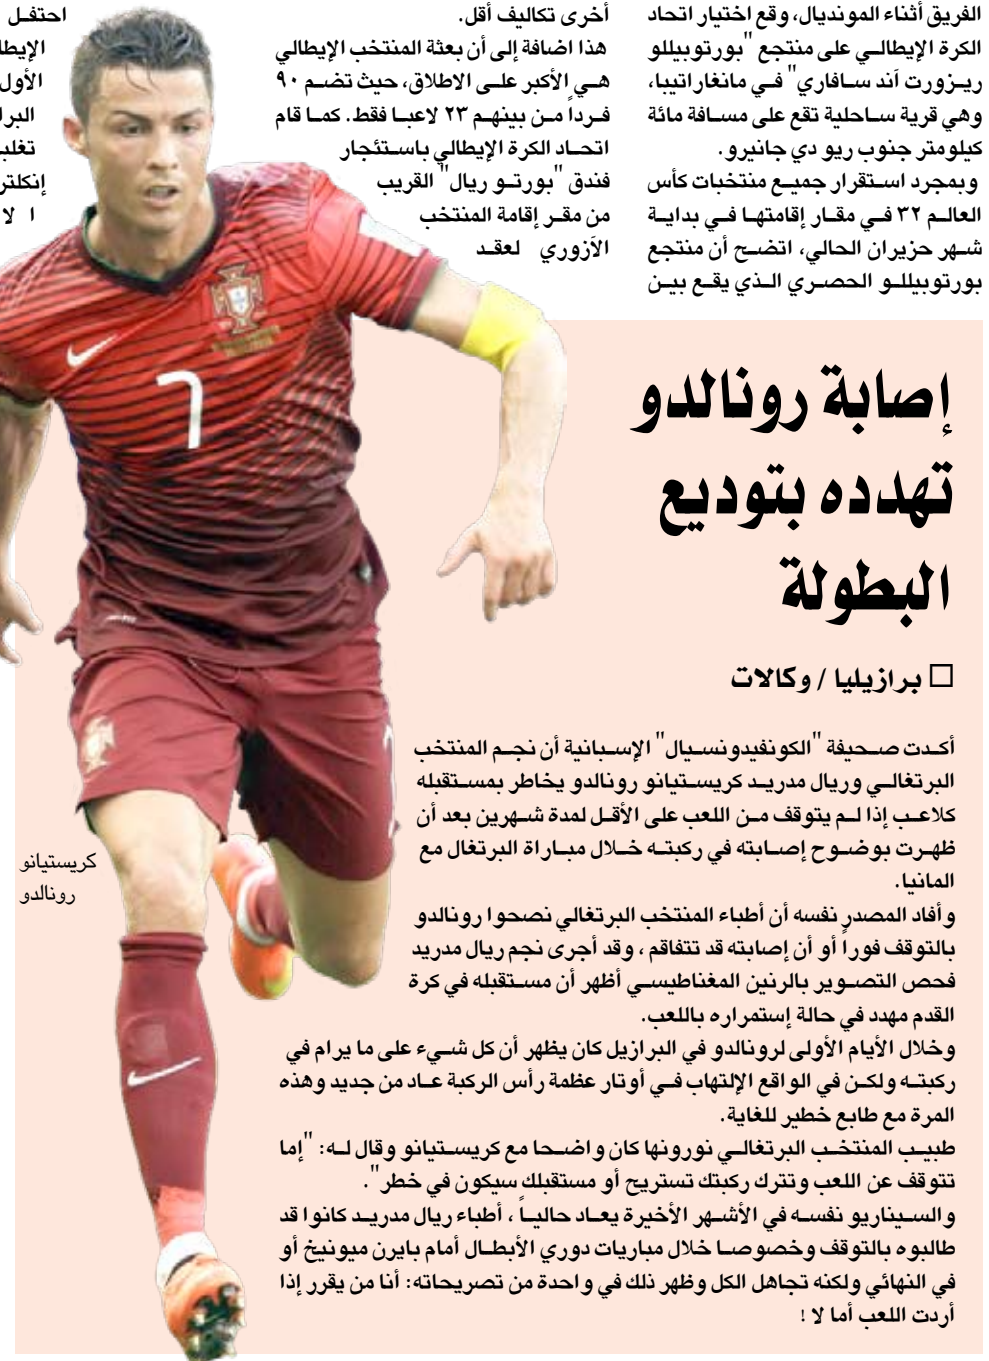 الفريق أثناء المونديال، وقع اختيار اتحاد
الكرة الإيطالي على منتجع "بورتوبيللو
ريزورت آند سافاري" في مانغاراتيبا،
وهي قرية ساحلية تقع على مسافة مائة
كيلومتر جنوب ريو دي جانيرو.
وبمجرد استقرار جميع منتخبات كأس
العالم ٣٢ في مقار إقامتها في بداية
شهر حزيران الحالي، اتضح أن منتجع
بورتوبيللو الحصري الذي يقع بين
أخرى تكاليف أقل.
هذا اضافة إلى أن بعثة المنتخب الإيطالي
هي الأكبر على الاطلاق، حيث تضم ٩٠
فرداً من بينهم ٢٣ لاعبا فقط. كما قام
اتحاد الكرة الإيطالي باستئجار
فندق "بورتو ريال" القريب
من مقر إقامة المنتخب
الآزوري لعقد
احتفل
الإيطا
الأول
البرا
تغلب
إنكلتر
ا لا
إصابة رونالدو
تهدده بتوديع
البطولة
□ برازيليا / وكالات
أكدت صحيفة "الكونفيدونسيال" الإسبانية أن نجم المنتخب
البرتغالي وريال مدريد كريستيانو رونالدو يخاطر بمستقبله
كلاعب إذا لم يتوقف من اللعب على الأقل لمدة شهرين بعد أن
ظهرت بوضوح إصابته في ركبته خلال مباراة البرتغال مع
المانيا.
وأفاد المصدر نفسه أن أطباء المنتخب البرتغالي نصحوا رونالدو
بالتوقف فوراً أو أن إصابته قد تتفاقم ، وقد أجرى نجم ريال مدريد
فحص التصوير بالرنين المغناطيسي أظهر أن مستقبله في كرة
القدم مهدد في حالة إستمراره باللعب.
وخلال الأيام الأولى لرونالدو في البرازيل كان يظهر أن كل شيء على ما يرام في
ركبته ولكن في الواقع الإلتهاب في أوتار عظمة رأس الركبة عاد من جديد وهذه
المرة مع طابع خطير للغاية.
طبيب المنتخب البرتغالي نورونها كان واضحا مع كريستيانو وقال له: "إما
تتوقف عن اللعب وتترك ركبتك تستريح أو مستقبلك سيكون في خطر".
والسيناريو نفسه في الأشهر الأخيرة يعاد حالياً ، أطباء ريال مدريد كانوا قد
طالبوه بالتوقف وخصوصا خلال مباريات دوري الأبطال أمام بايرن ميونيخ أو
في النهائي ولكنه تجاهل الكل وظهر ذلك في واحدة من تصريحاته: أنا من يقرر إذا
أردت اللعب أما لا !
كريستيانو
رونالدو
7